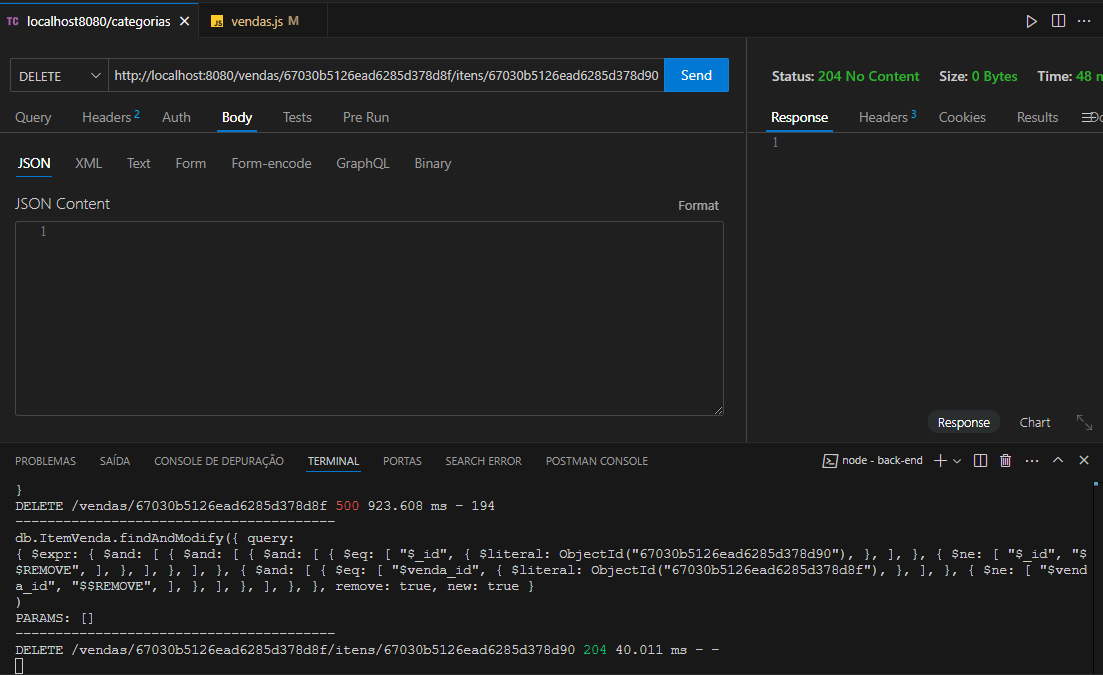 TC localhost8080/categorias JS vendas.js M
DELETE http://localhost:8080/vendas/67030b5126ead6285d378d8f/itens/67030b5126ead6285d378d90 Send
Status: 204 No Content Size: 0 Bytes Time: 48 m
Query Headers 2 Auth Body Tests Pre Run
Response Headers 3 Cookies Results
JSON XML Text Form Form-encode GraphQL Binary
1
JSON Content Format
1
Response Chart
PROBLEMAS SAÍDA CONSOLE DE DEPURAÇÃO TERMINAL PORTAS SEARCH ERROR POSTMAN CONSOLE node - back-end
}
DELETE /vendas/67030b5126ead6285d378d8f 500 923.608 ms - 194
----------------------------------------
db.ItemVenda.findAndModify({ query:
{ $expr: { $and: [ { $and: [ { $and: [ { $eq: [ "$_id", { $literal: ObjectId("67030b5126ead6285d378d90"), }, ], }, { $ne: [ "$_id", "$
$REMOVE", ], }, ], }, ], }, { $and: [ { $eq: [ "$venda_id", { $literal: ObjectId("67030b5126ead6285d378d8f"), }, ], }, { $ne: [ "$vend
a_id", "$$REMOVE", ], }, ], }, ], }, }, remove: true, new: true }
)
PARAMS: []
----------------------------------------
DELETE /vendas/67030b5126ead6285d378d8f/itens/67030b5126ead6285d378d90 204 40.011 ms - -